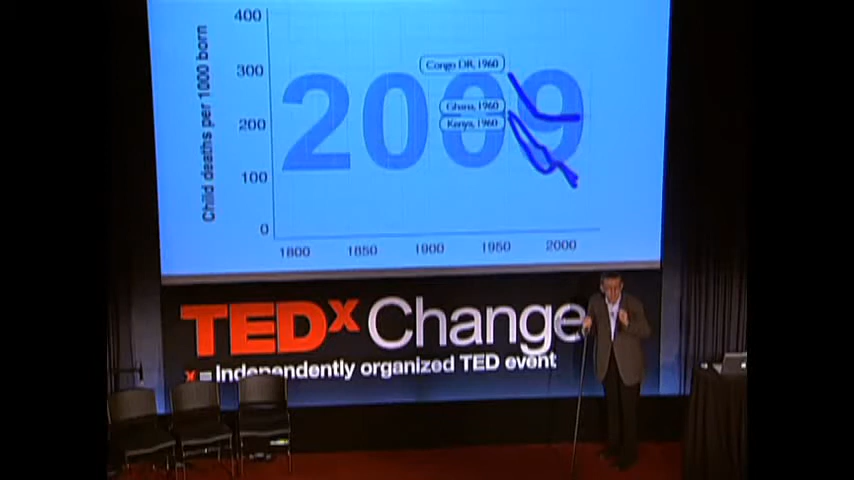 400
Child deaths per 1000 born
300
Congo DR, 1960
2009
Ghana, 1960
200
Kenya, 1960
100
0
1800 1850 1900 1950 2000
TEDx Change
x = independently organized TED event